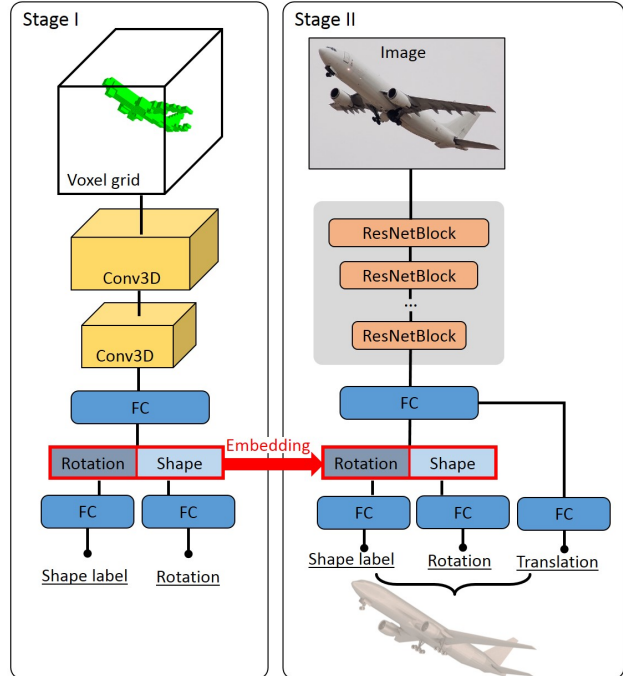 Stage I
Voxel grid
Conv3D
Conv3D
FC
Rotation Shape
FC FC
Shape label Rotation
Embedding
Stage II
Image
ResNetBlock
ResNetBlock
...
ResNetBlock
FC
Rotation Shape
FC FC FC
Shape label Rotation Translation